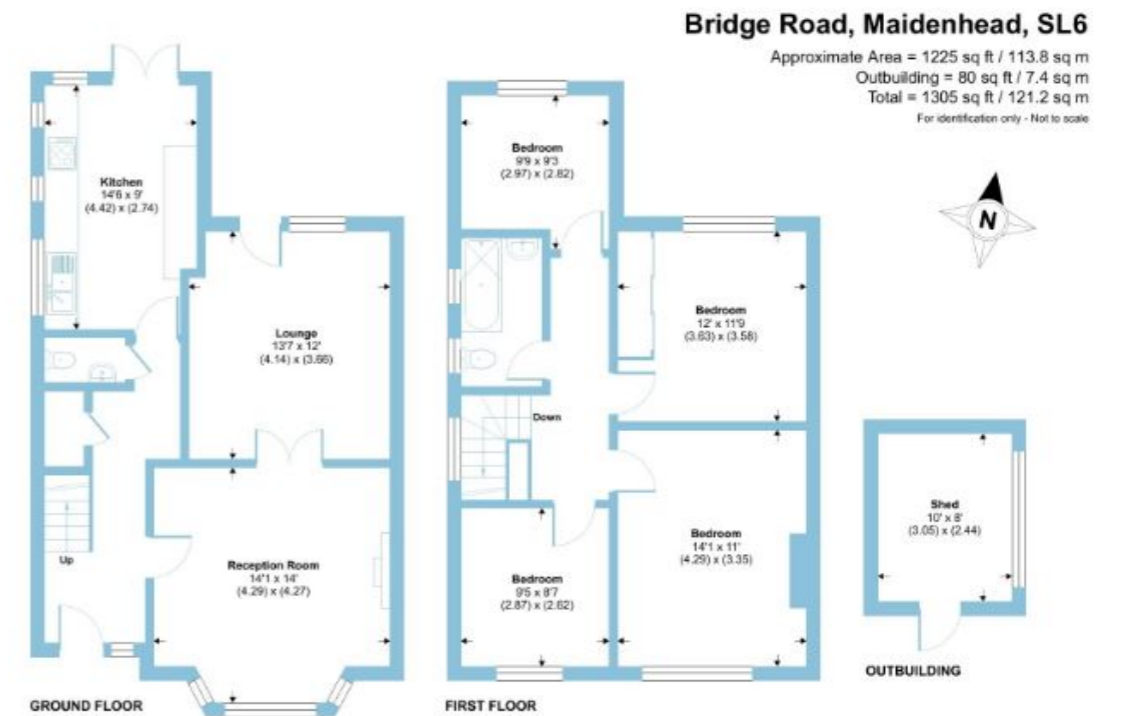 Bridge Road, Maidenhead, SL6
Approximate Area = 1225 sq ft / 113.8 sq m
Outbuilding = 80 sq ft / 7.4 sq m
Total = 1305 sq ft / 121.2 sq m
For identification only - Not to scale
N
Kitchen
14'6 x 9'
(4.42) x (2.74)
Lounge
13'7 x 12'
(4.14) x (3.66)
Up
Reception Room
14'1 x 14'
(4.29) x (4.27)
GROUND FLOOR
Bedroom
9'9 x 9'3
(2.97) x (2.82)
Bedroom
12' x 11'9
(3.63) x (3.58)
Down
Bedroom
14'1 x 11'
(4.29) x (3.35)
Bedroom
9'5 x 8'7
(2.87) x (2.62)
FIRST FLOOR
Shed
10' x 8'
(3.05) x (2.44)
OUTBUILDING